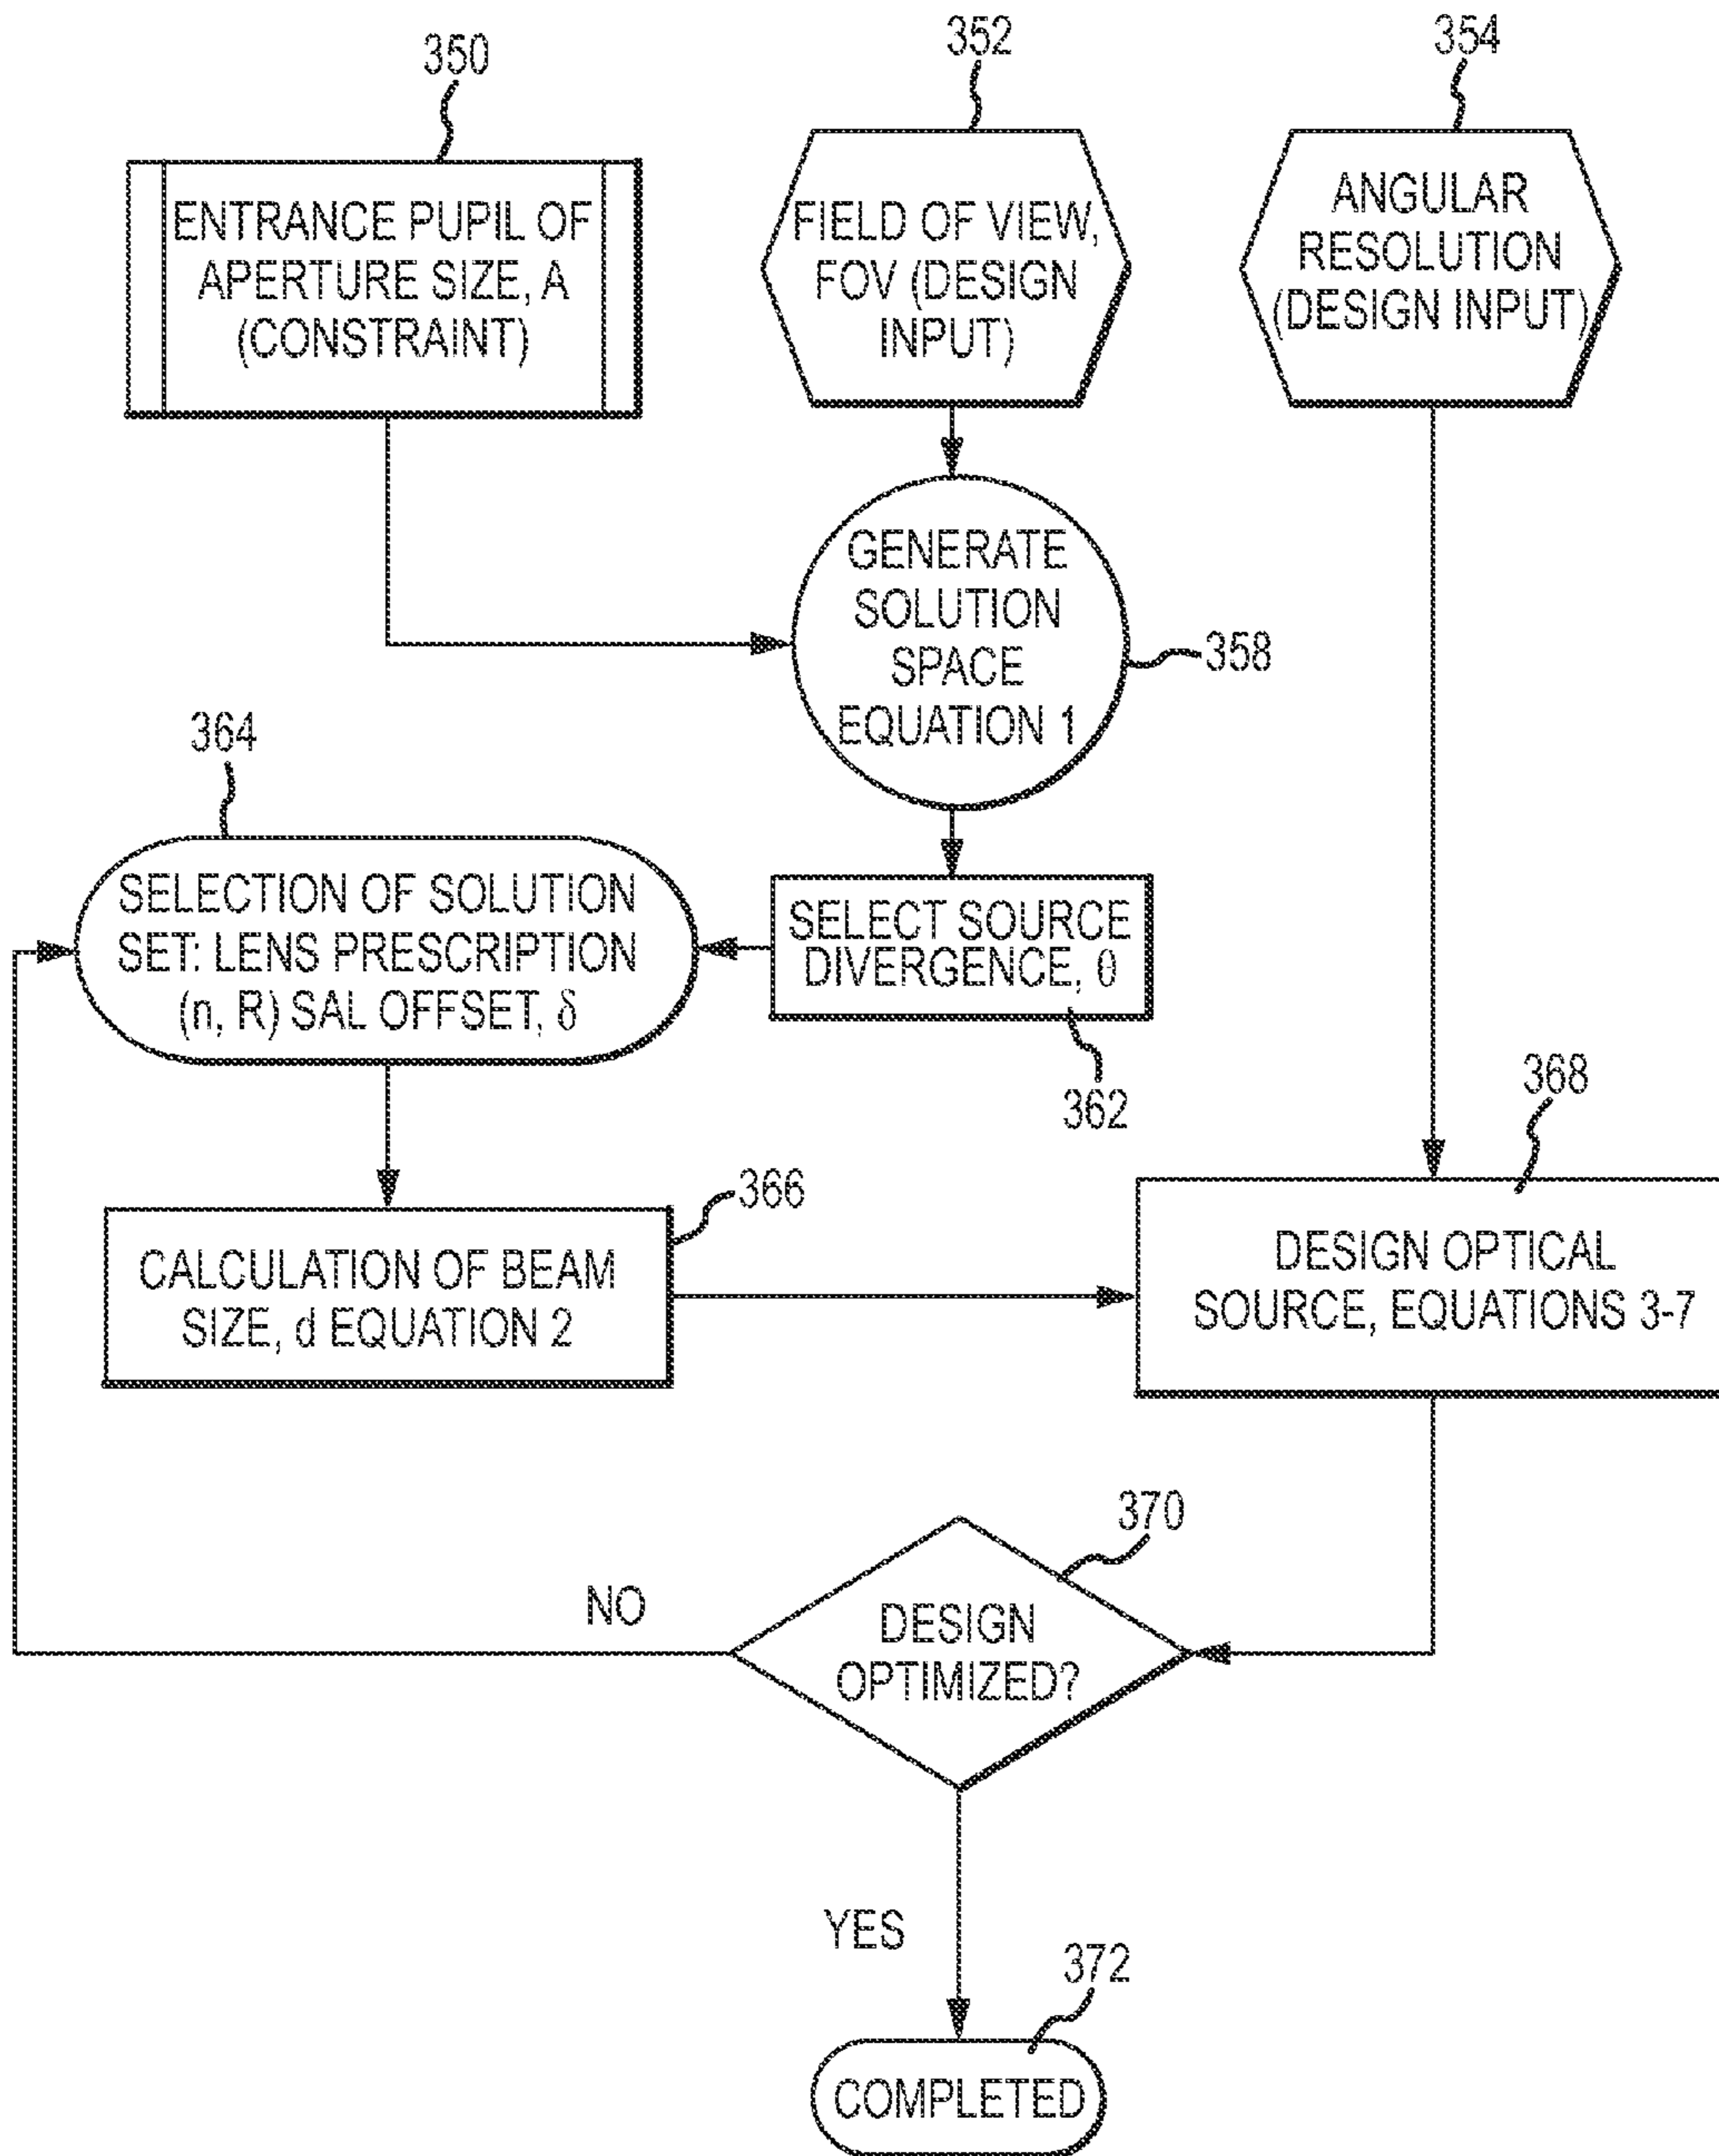 350
352
354
ENTRANCE PUPIL OF
APERTURE SIZE, A
(CONSTRAINT)
FIELD OF VIEW,
FOV (DESIGN
INPUT)
ANGULAR
RESOLUTION
(DESIGN INPUT)
GENERATE
SOLUTION
SPACE
EQUATION 1
358
364
SELECTION OF SOLUTION
SET: LENS PRESCRIPTION
(n, R) SAL OFFSET, δ
SELECT SOURCE
DIVERGENCE, θ
362
368
366
CALCULATION OF BEAM
SIZE, d EQUATION 2
DESIGN OPTICAL
SOURCE, EQUATIONS 3-7
370
NO
DESIGN
OPTIMIZED?
YES
372
COMPLETED